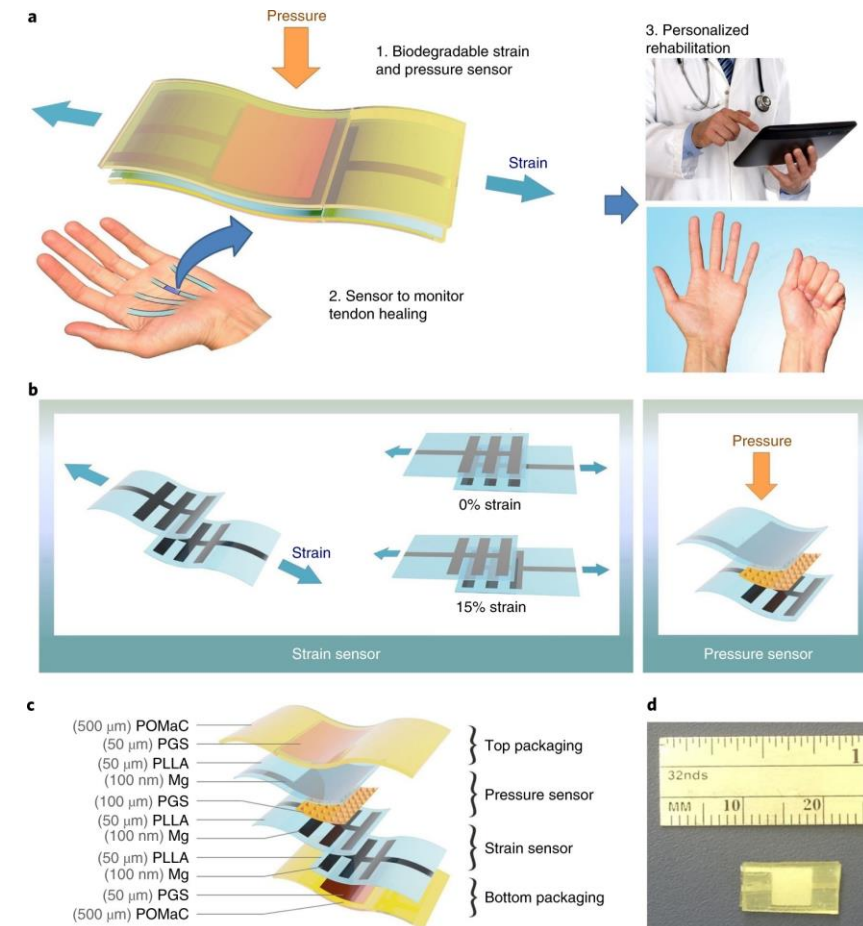 a
Pressure
1. Biodegradable strain
and pressure sensor
3. Personalized
rehabilitation
Strain
2. Sensor to monitor
tendon healing
b
Strain
0% strain
15% strain
Strain sensor
Pressure
Pressure sensor
c
(500 μm) POMaC
(50 μm) PGS
(50 μm) PLLA
(100 nm) Mg
(100 μm) PGS
(50 μm) PLLA
(100 nm) Mg
(50 μm) PLLA
(100 nm) Mg
(50 μm) PGS
(500 μm) POMaC
Top packaging
Pressure sensor
Strain sensor
Bottom packaging
d
1
32nds
MM 10 20